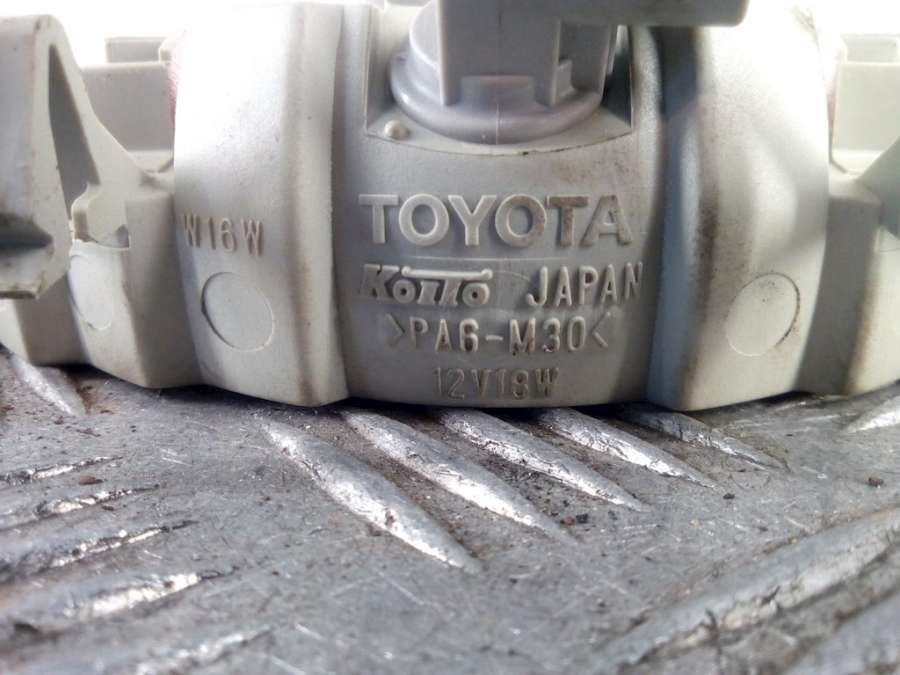 TOYOTA
W16W
Koito JAPAN
>PA6-M30<
12V18W